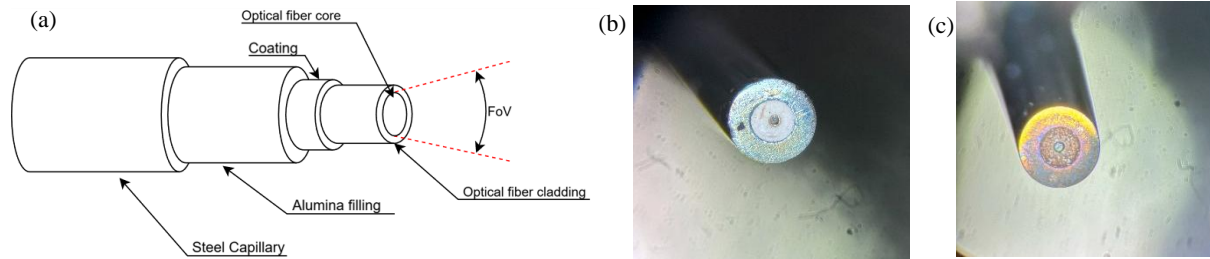 (a)
Optical fiber core
Coating
FoV
Optical fiber cladding
Alumina filling
Steel Capillary
(b)
(c)